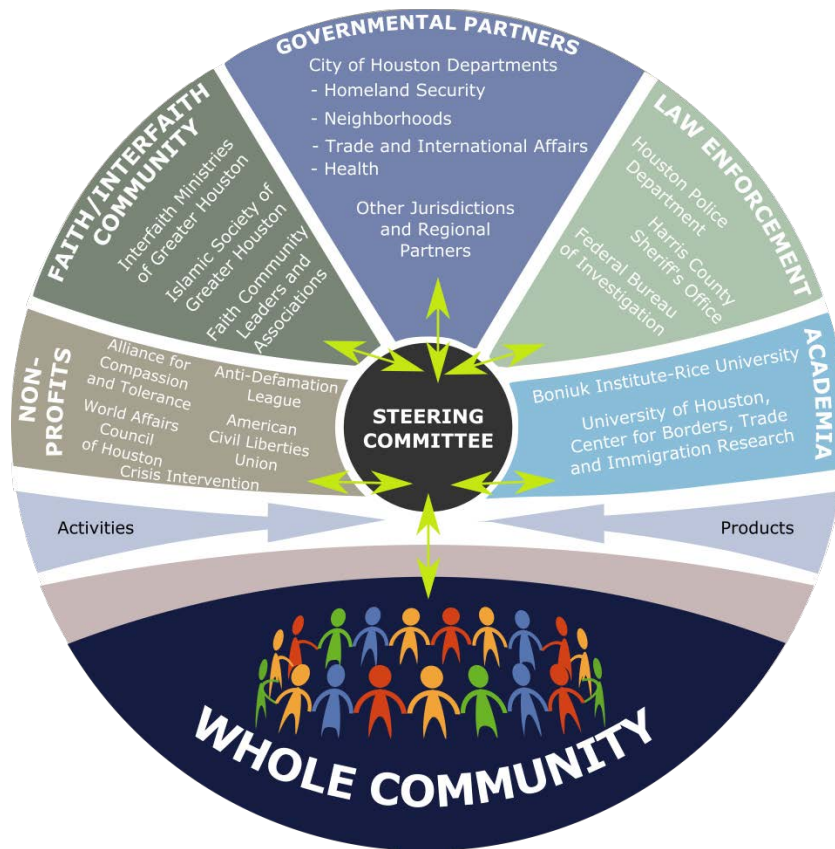 GOVERNMENTAL PARTNERS
City of Houston Departments
- Homeland Security
- Neighborhoods
- Trade and International Affairs
- Health
Other Jurisdictions
and Regional
Partners
FAITH/INTERFAITH
COMMUNITY
Interfaith Ministries
of Greater Houston
Islamic Society of
Greater Houston
Faith Community
Leaders and
Associations
LAW ENFORCEMENT
Houston Police
Department
Harris County
Sheriff's Office
Federal Bureau
of Investigation
NON-
PROFITS
Alliance for
Compassion
and Tolerance
World Affairs
Council
of Houston
Crisis Intervention
Anti-Defamation
League
American
Civil Liberties
Union
STEERING
COMMITTEE
ACADEMIA
Boniuk Institute-Rice University
University of Houston,
Center for Borders, Trade
and Immigration Research
Activities
Products
WHOLE COMMUNITY